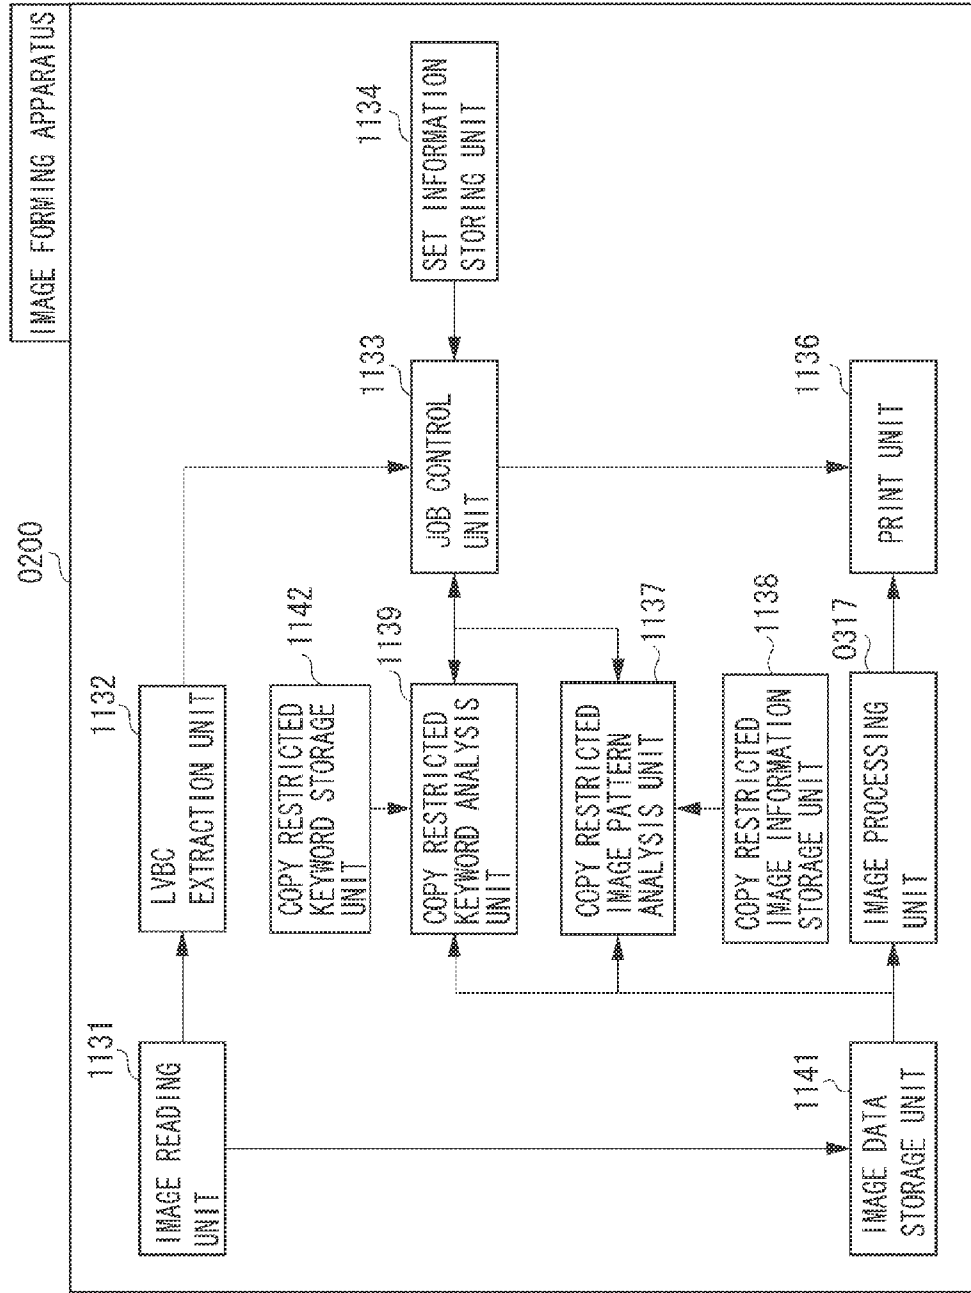 IMAGE FORMING APPARATUS
0200
1131
IMAGE READING
UNIT
1132
LVBC
EXTRACTION UNIT
1142
COPY RESTRICTED
KEYWORD STORAGE
UNIT
1139
COPY RESTRICTED
KEYWORD ANALYSIS
UNIT
1133
JOB CONTROL
UNIT
1134
SET INFORMATION
STORING UNIT
1137
COPY RESTRICTED
IMAGE PATTERN
ANALYSIS UNIT
1138
COPY RESTRICTED
IMAGE INFORMATION
STORAGE UNIT
1141
IMAGE DATA
STORAGE UNIT
0317
IMAGE PROCESSING
UNIT
1136
PRINT UNIT